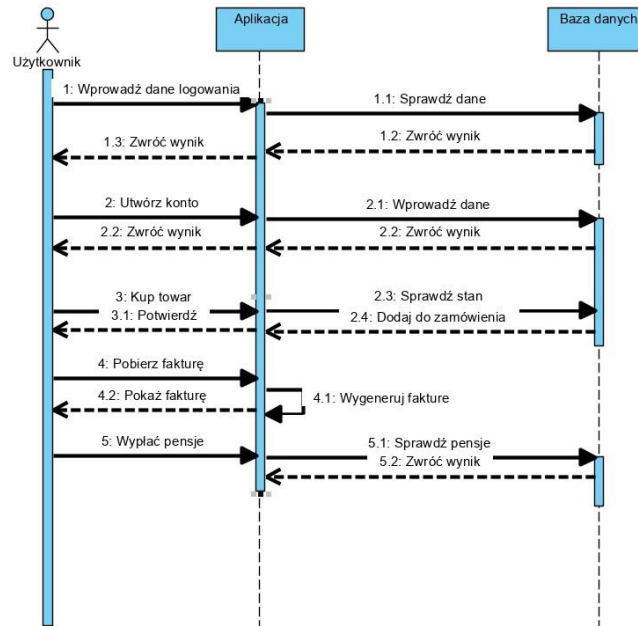 Aplikacja
Baza danych
Użytkownik
1: Wprowadź dane logowania
1.1: Sprawdź dane
1.2: Zwróć wynik
1.3: Zwróć wynik
2: Utwórz konto
2.1: Wprowadź dane
2.2: Zwróć wynik
2.2: Zwróć wynik
3: Kup towar
2.3: Sprawdź stan
3.1: Potwierdź
2.4: Dodaj do zamówienia
4: Pobierz fakturę
4.2: Pokaż fakturę
4.1: Wygeneruj fakture
5: Wypłać pensje
5.1: Sprawdź pensje
5.2: Zwróć wynik